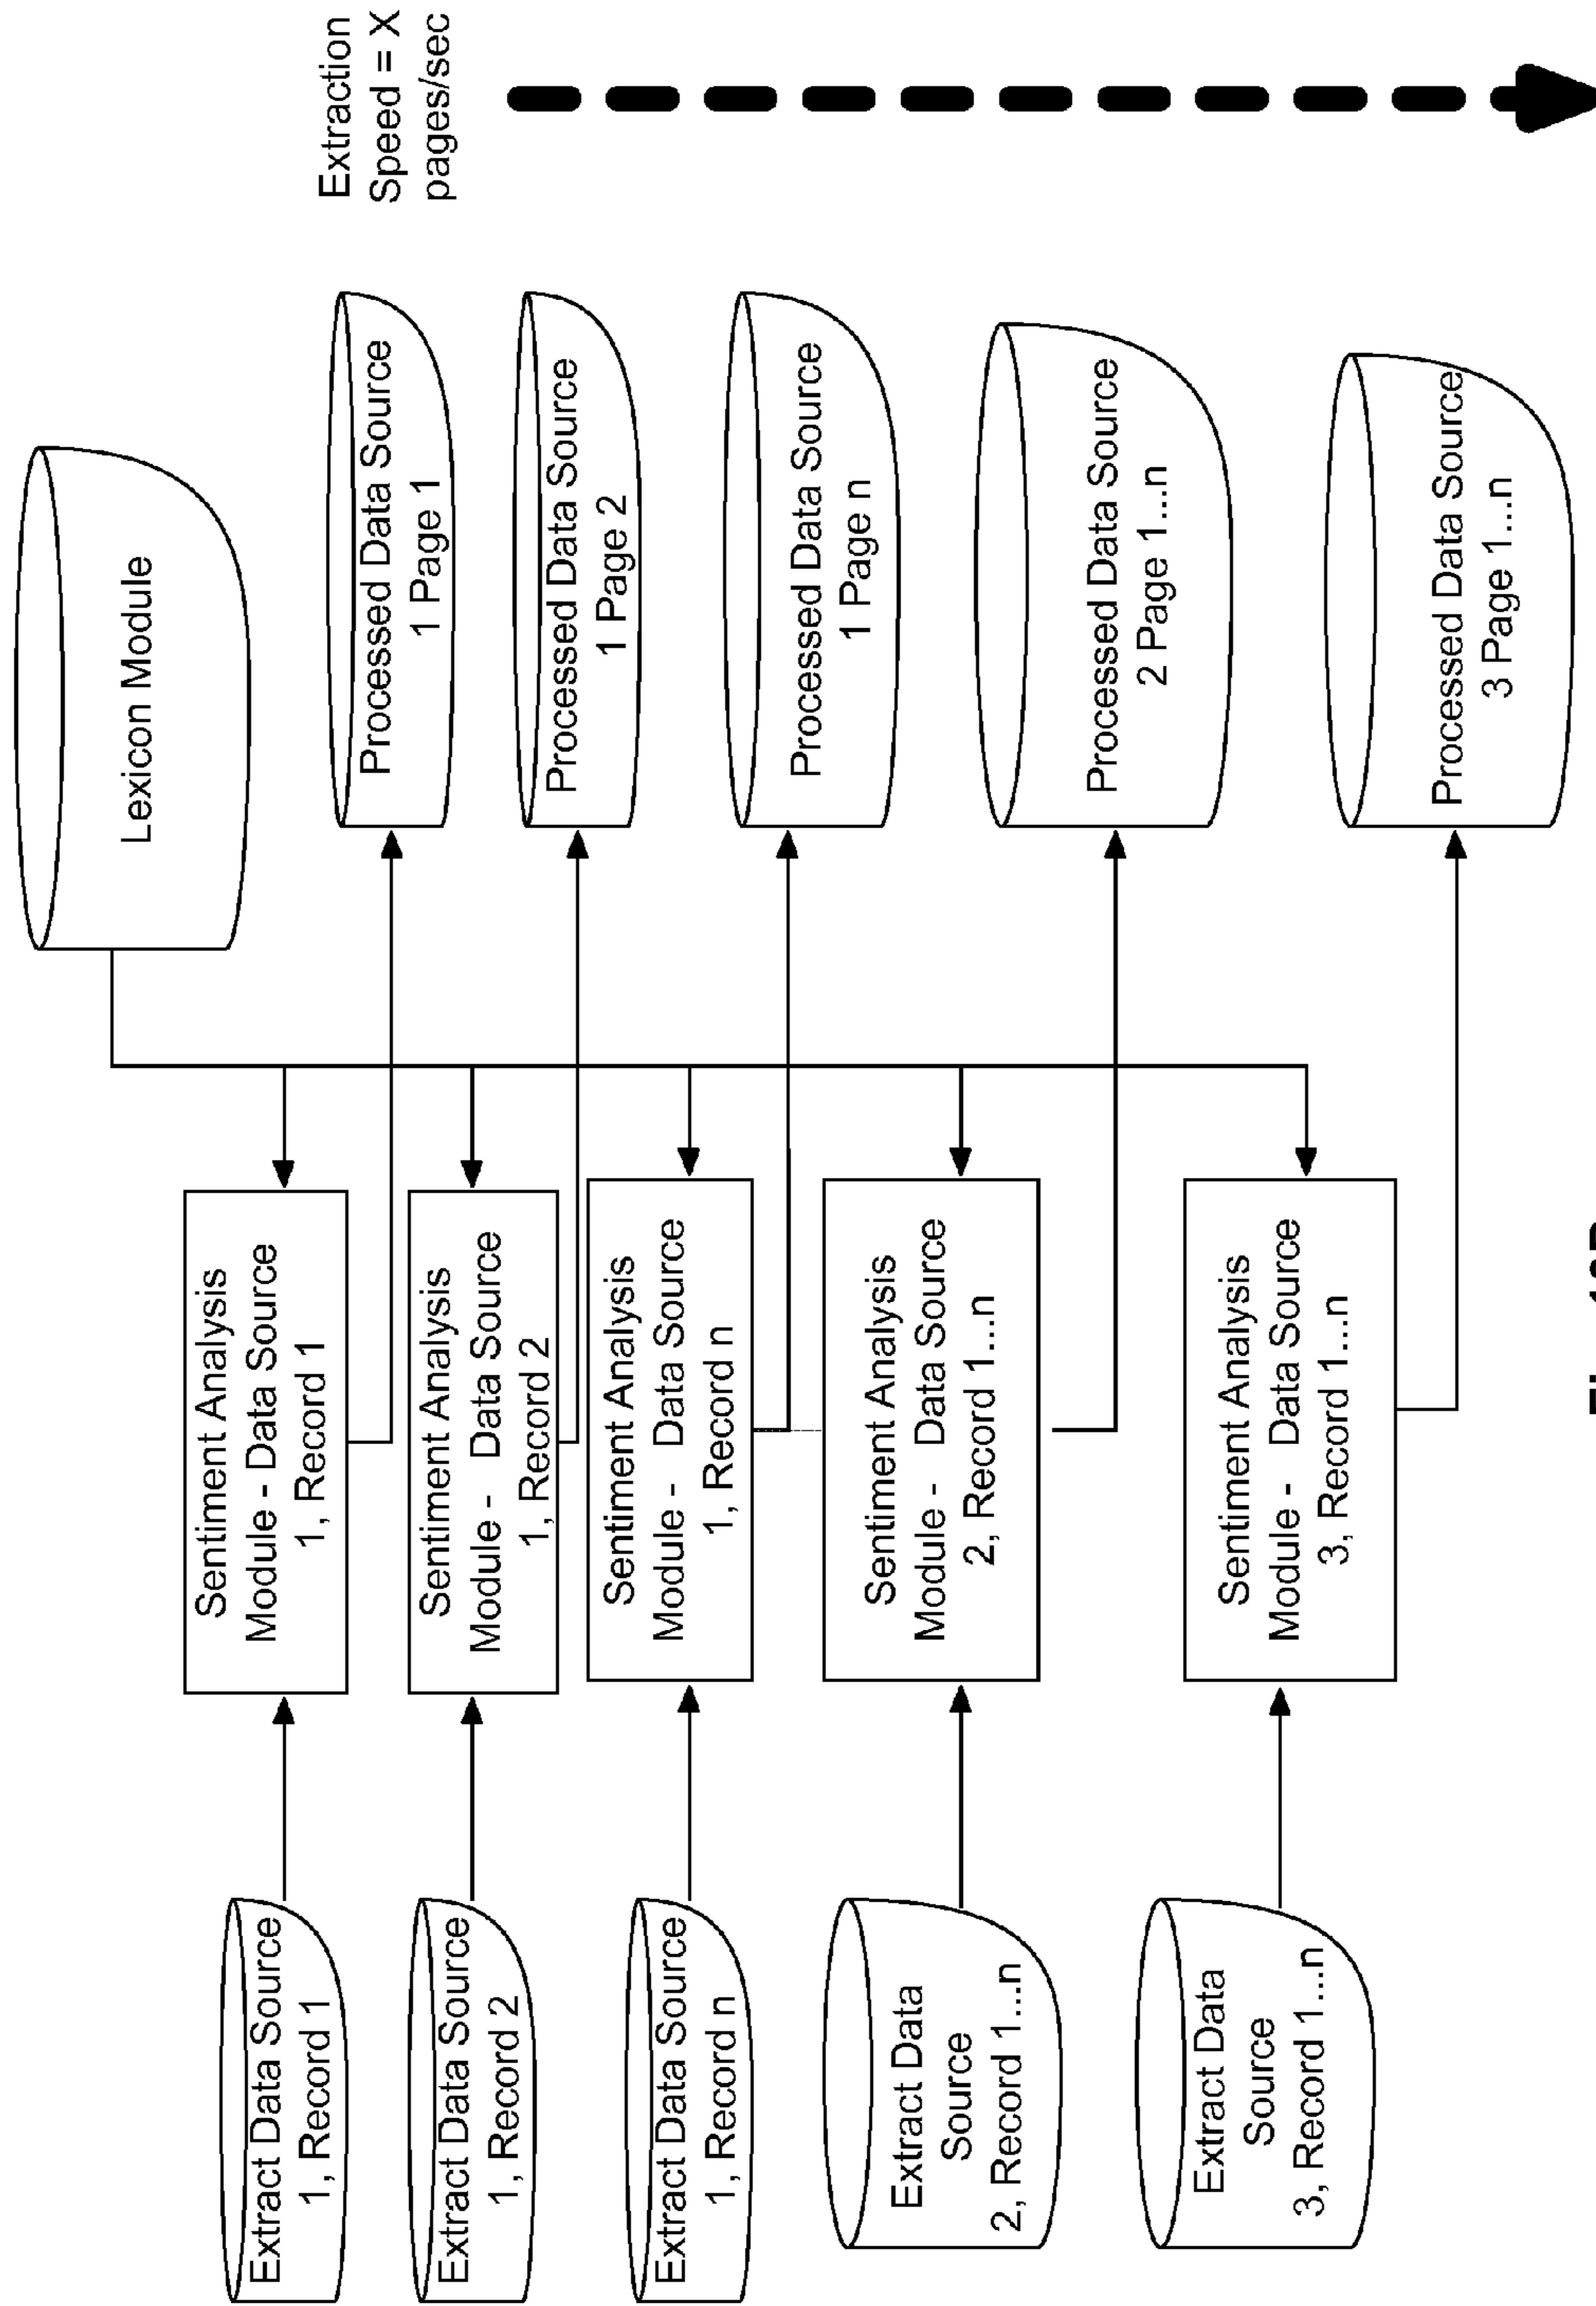 Lexicon Module
Extract Data Source
1, Record 1
Sentiment Analysis
Module - Data Source
1, Record 1
Processed Data Source
1 Page 1
Extraction
Speed = X
pages/sec
Extract Data Source
1, Record 2
Sentiment Analysis
Module - Data Source
1, Record 2
Processed Data Source
1 Page 2
Extract Data Source
1, Record n
Sentiment Analysis
Module - Data Source
1, Record n
Processed Data Source
1 Page n
Extract Data
Source
2, Record 1...n
Sentiment Analysis
Module - Data Source
2, Record 1...n
Processed Data Source
2 Page 1...n
Extract Data
Source
3, Record 1...n
Sentiment Analysis
Module - Data Source
3, Record 1...n
Processed Data Source
3 Page 1...n